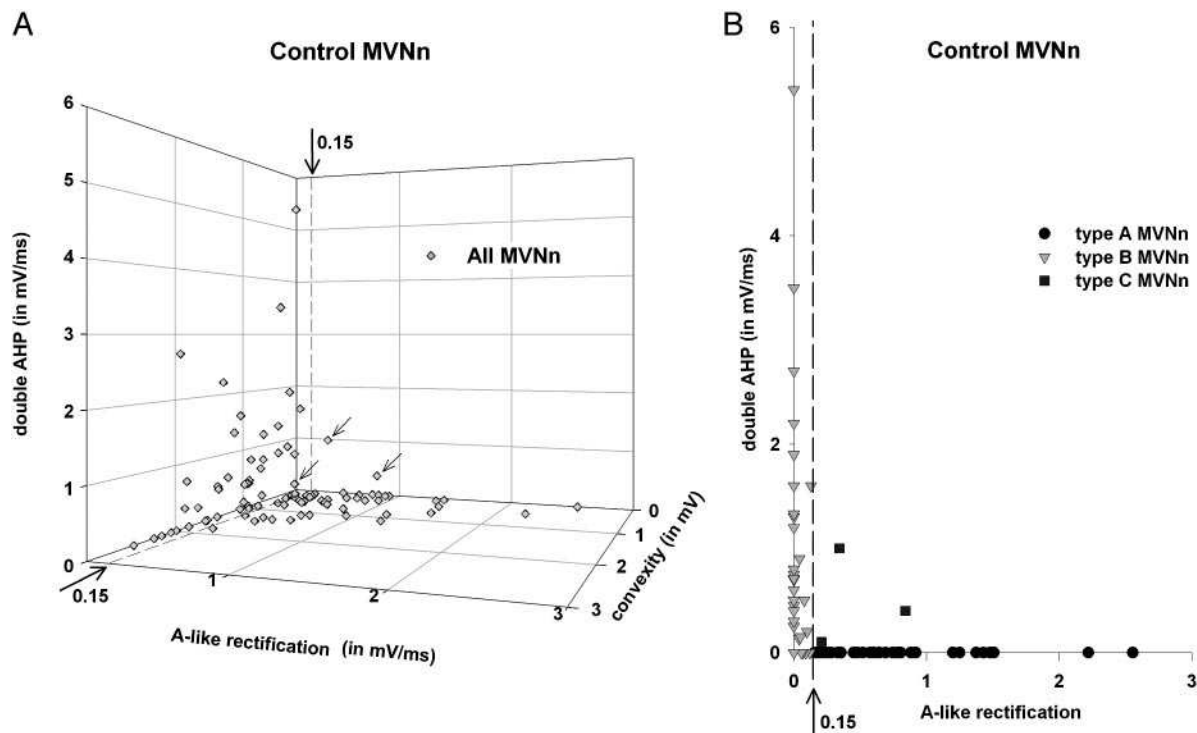 A
Control MVNn
6
5
4
3
2
1
0
double AHP (in mV/ms)
0.15
All MVNn
0.15
1
2
3
A-like rectification (in mV/ms)
0
1
2
3
convexity (in mV)
B
Control MVNn
6
4
2
0
double AHP (in mV/ms)
type A MVNn
type B MVNn
type C MVNn
0
1
2
3
0.15
A-like rectification